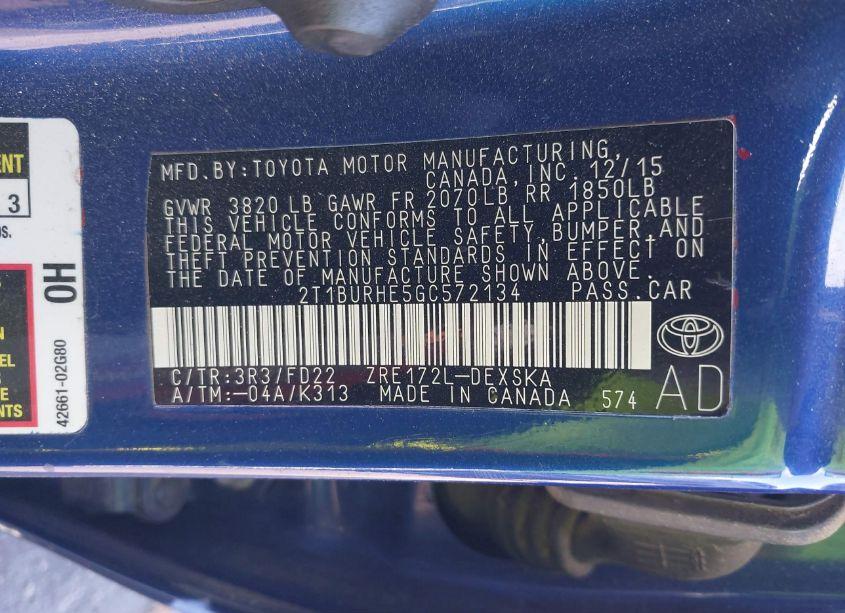 MFD.BY:TOYOTA MOTOR MANUFACTURING,
CANADA,INC. 12/15
GVWR 3820 LB GAWR FR 2070LB RR 1850LB
THIS VEHICLE CONFORMS TO ALL APPLICABLE
FEDERAL MOTOR VEHICLE SAFETY,BUMPER,AND
THEFT PREVENTION STANDARDS IN EFFECT ON
THE DATE OF MANUFACTURE SHOWN ABOVE.
2T1BURHE5GC572134 PASS.CAR
C/TR:3R3/FD22 ZRE172L-DEXSKA
A/TM:-04A/K313 MADE IN CANADA 574
AD
3
0H
42661-02G80